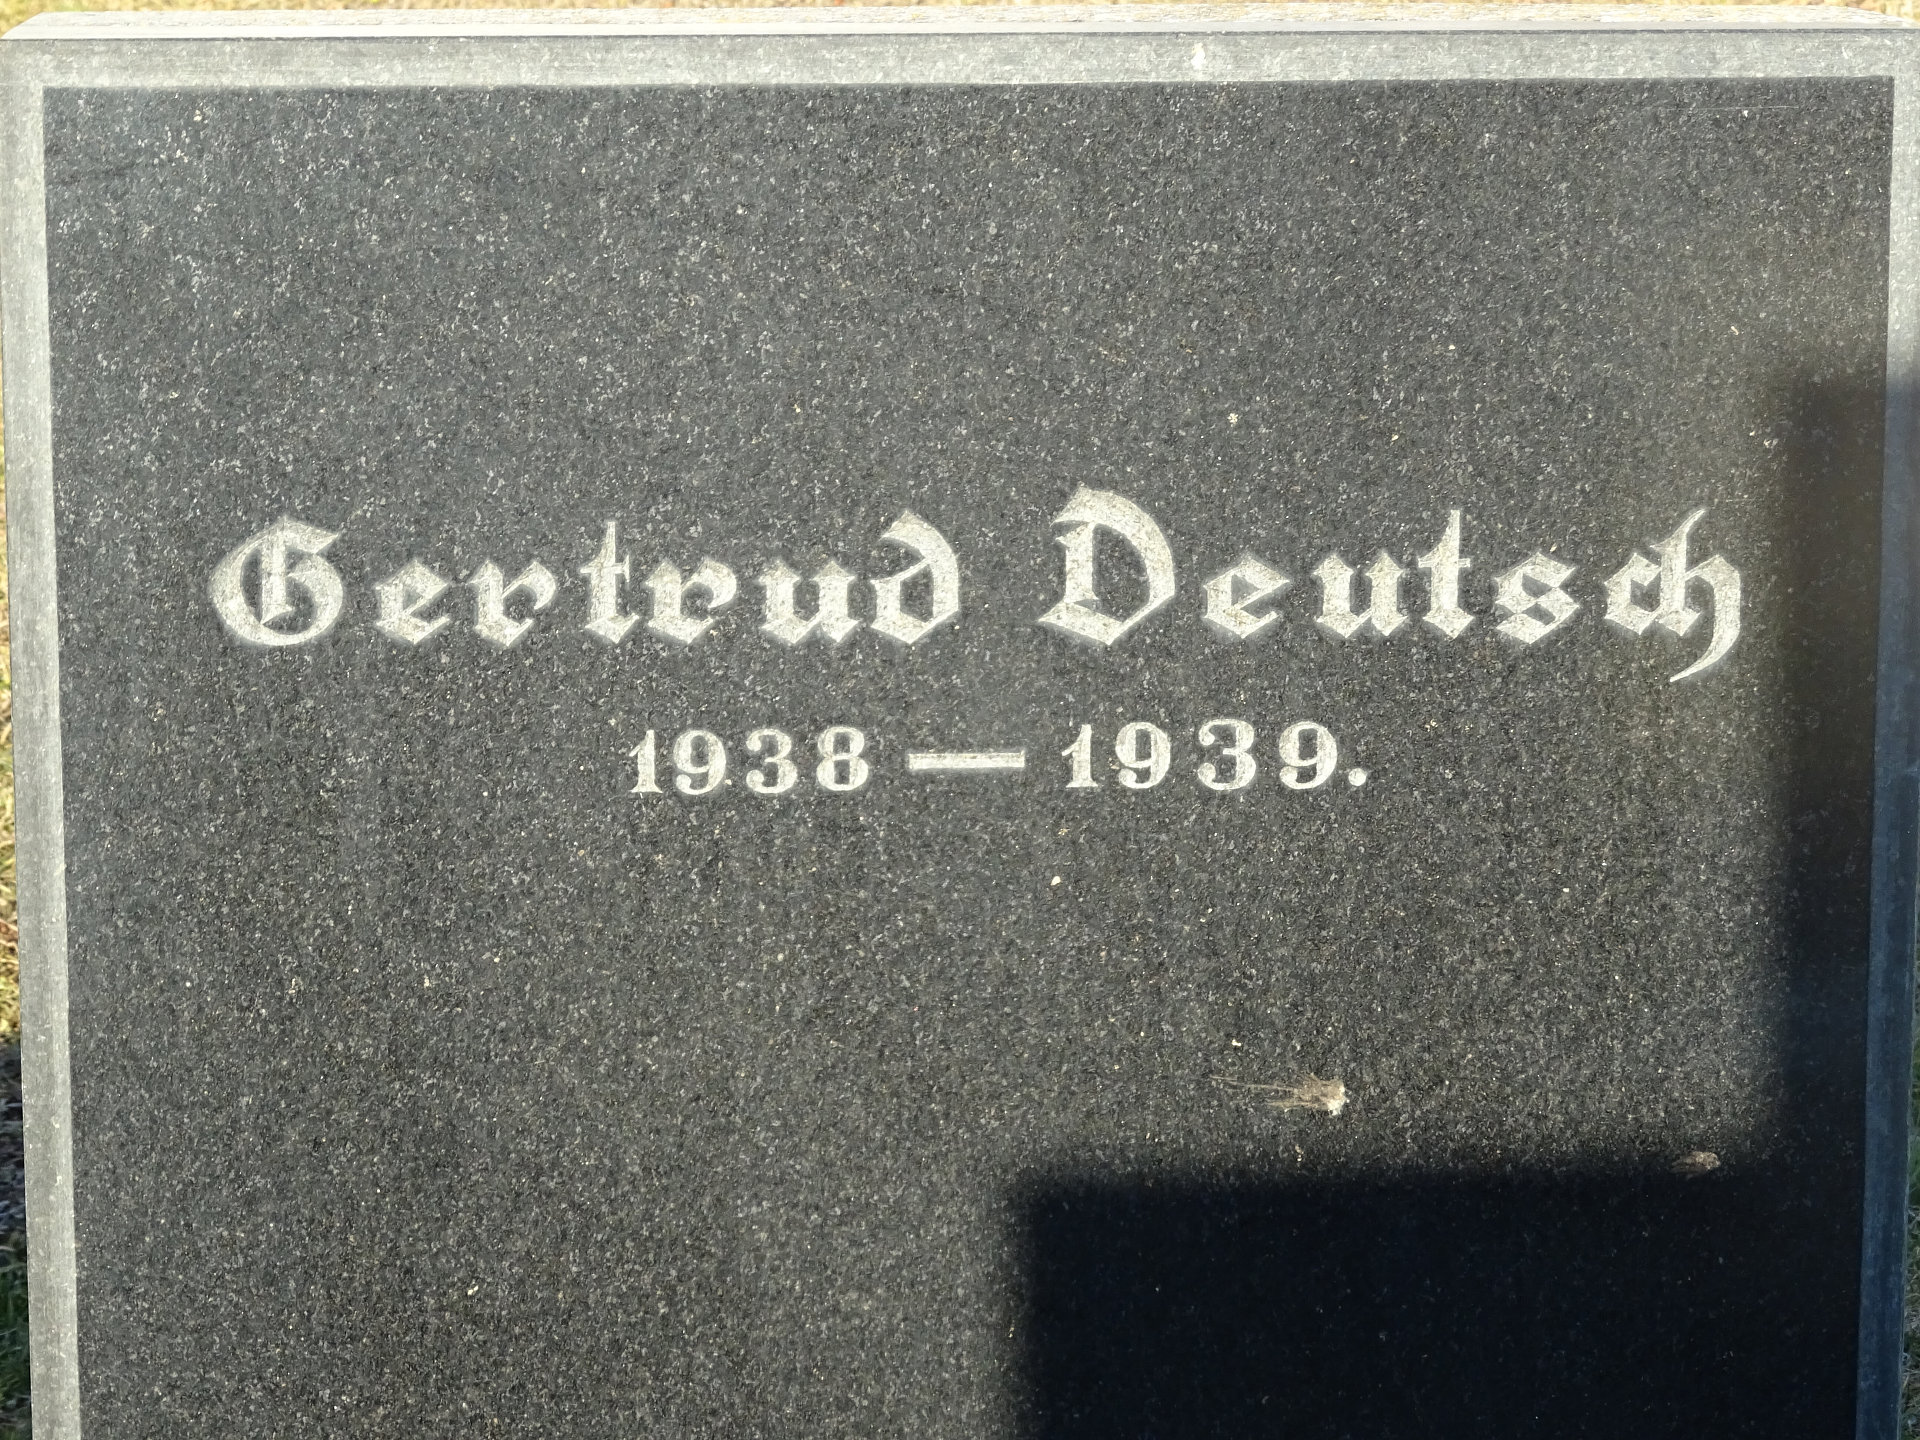 Gertrud Deutsch
1938 — 1939.